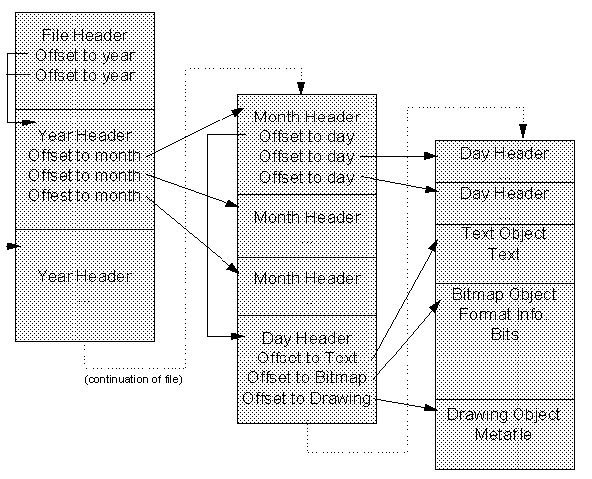 File Header
Offset to year
Offset to year
Year Header
Offset to month
Offset to month
Offest to month
Year Header
(continuation of file)
Month Header
Offset to day
Offset to day
Offset to day
Month Header
...
Month Header
...
Day Header
Offset to Text
Offset to Bitmap
Offset to Drawing
Day Header
...
Day Header
...
Text Object
Text
Bitmap Object
Format Info.
Bits
Drawing Object
Metafle